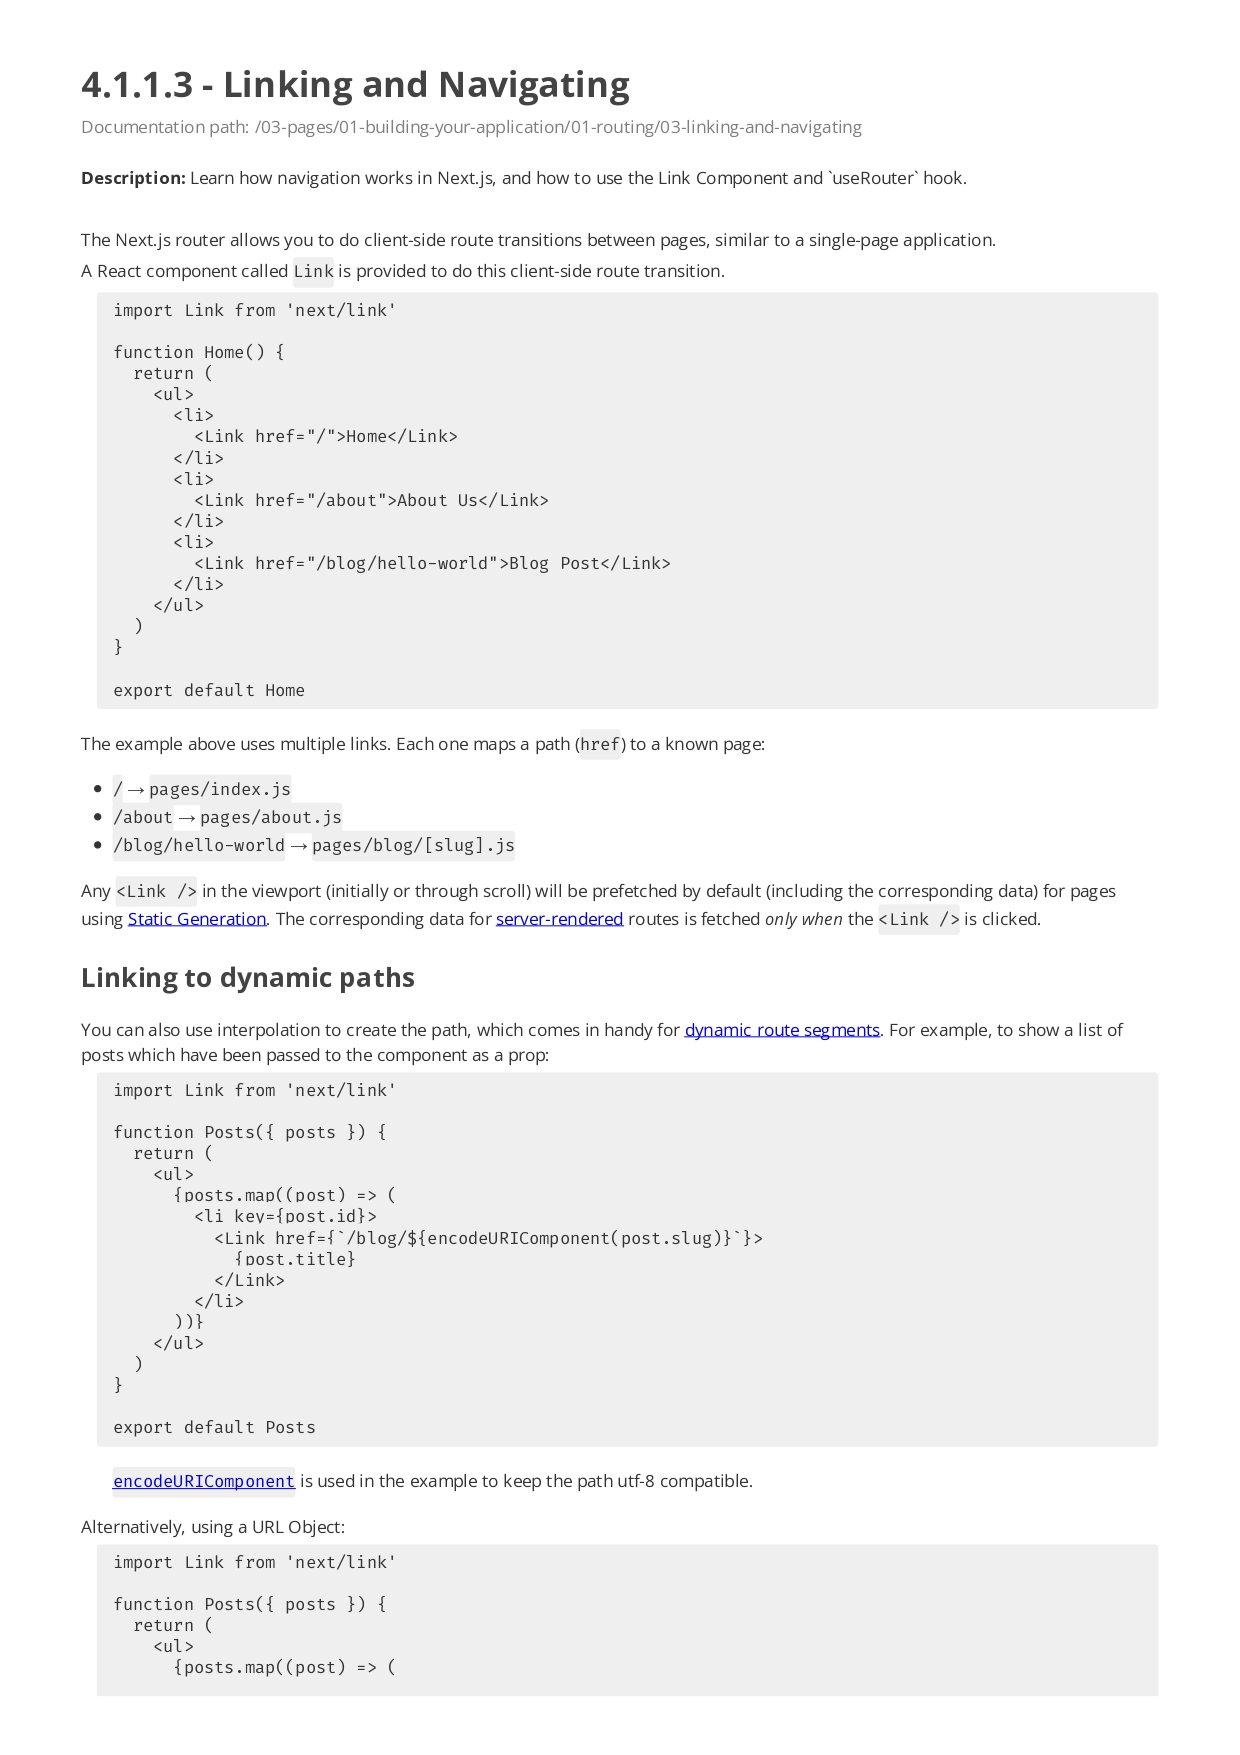 4.1.1.3 - Linking and Navigating
Documentation path: /03-pages/01-building-your-application/01-routing/03-linking-and-navigating
Description: Learn how navigation works in Next.js, and how to use the Link Component and `useRouter` hook.
The Next.js router allows you to do client-side route transitions between pages, similar to a single-page application.
A React component called Link is provided to do this client-side route transition.
import Link from 'next/link'

function Home() {
  return (
    <ul>
      <li>
        <Link href="/">Home</Link>
      </li>
      <li>
        <Link href="/about">About Us</Link>
      </li>
      <li>
        <Link href="/blog/hello-world">Blog Post</Link>
      </li>
    </ul>
  )
}

export default Home
The example above uses multiple links. Each one maps a path (href) to a known page:
• / → pages/index.js
• /about → pages/about.js
• /blog/hello-world → pages/blog/[slug].js
Any <Link /> in the viewport (initially or through scroll) will be prefetched by default (including the corresponding data) for pages
using Static Generation. The corresponding data for server-rendered routes is fetched only when the <Link /> is clicked.
Linking to dynamic paths
You can also use interpolation to create the path, which comes in handy for dynamic route segments. For example, to show a list of
posts which have been passed to the component as a prop:
import Link from 'next/link'

function Posts({ posts }) {
  return (
    <ul>
      {posts.map((post) => (
        <li key={post.id}>
          <Link href={`/blog/${encodeURIComponent(post.slug)}`}>
            {post.title}
          </Link>
        </li>
      ))}
    </ul>
  )
}

export default Posts
encodeURIComponent is used in the example to keep the path utf-8 compatible.
Alternatively, using a URL Object:
import Link from 'next/link'

function Posts({ posts }) {
  return (
    <ul>
      {posts.map((post) => (